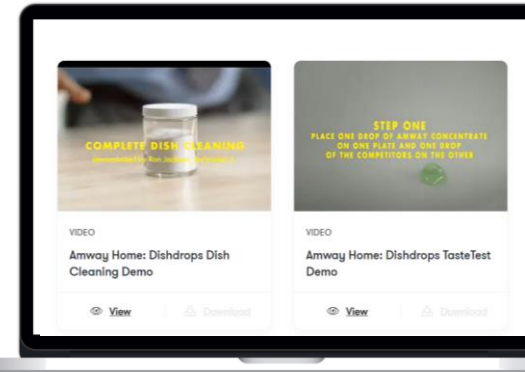 COMPLETE DISH CLEANING
VIDEO
Amway Home: Dishdrops Dish
Cleaning Demo
View
Download
STEP ONE
PLACE ONE DROP OF AMWAY CONCENTRATE
ON ONE PLATE AND ONE DROP
OF THE COMPETITORS ON THE OTHER
VIDEO
Amway Home: Dishdrops TasteTest
Demo
View
Download